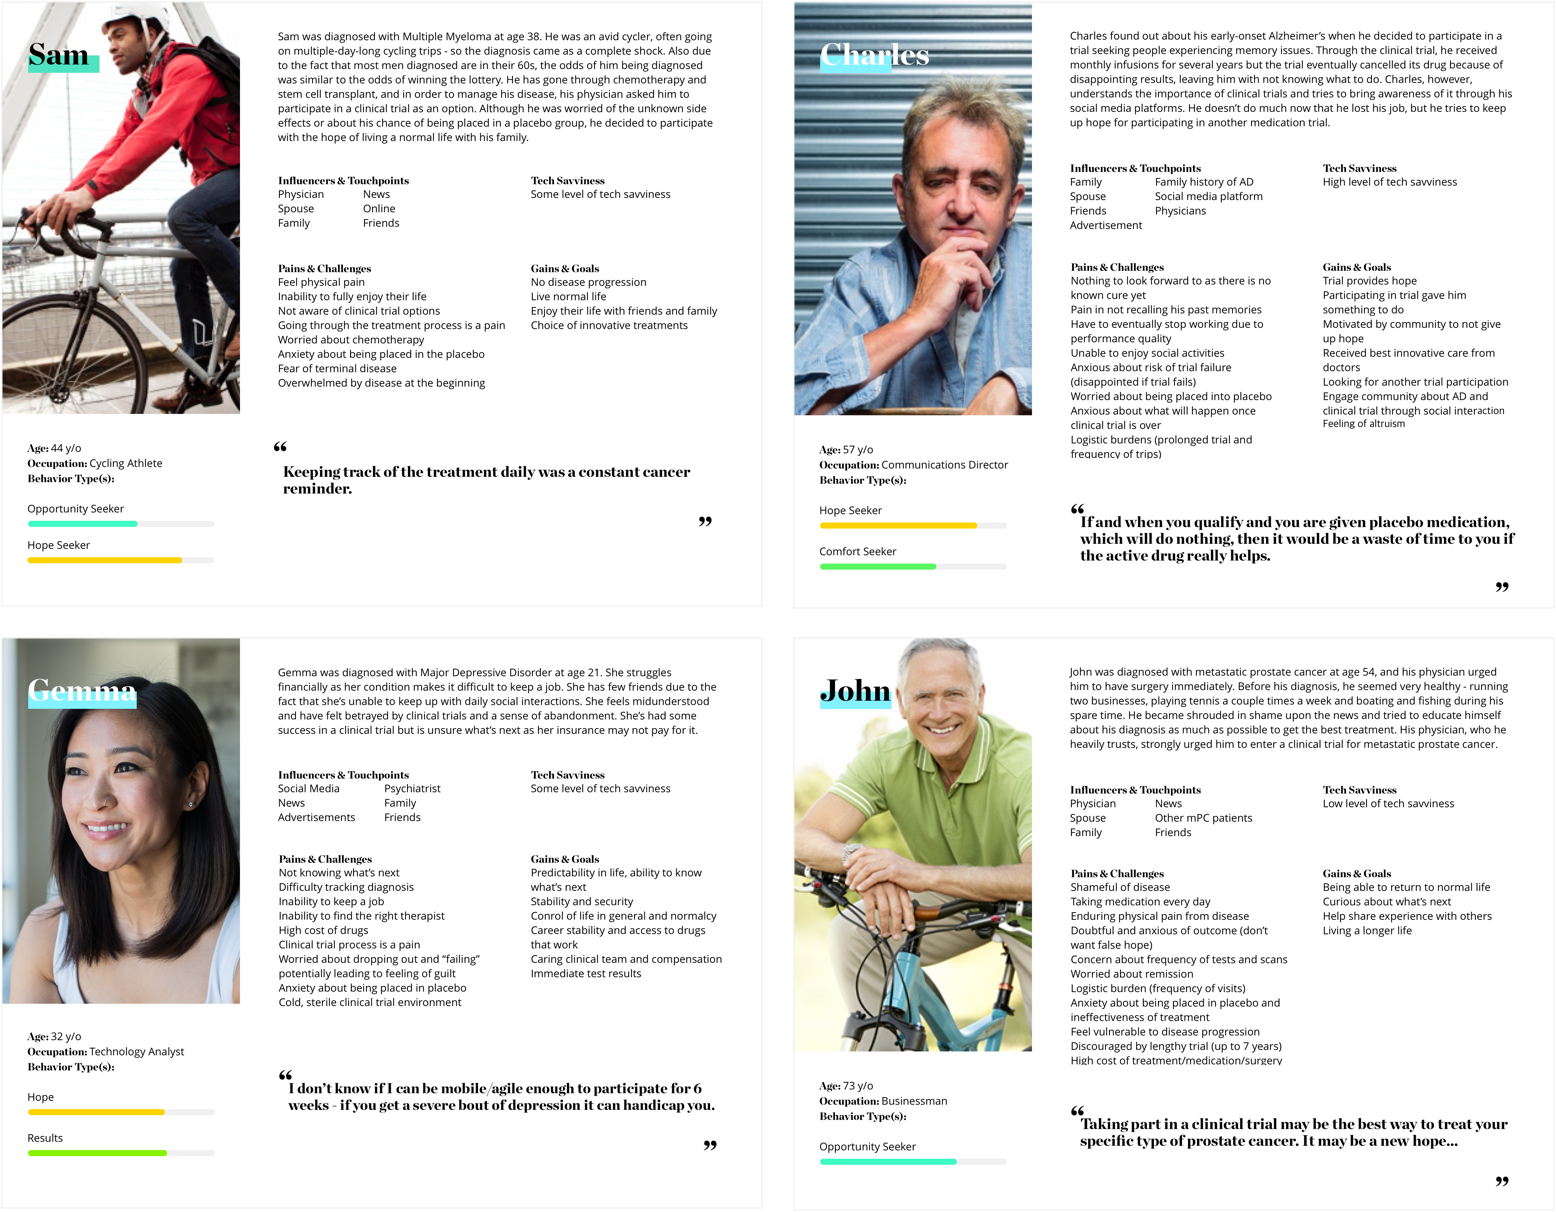 Sam
Sam was diagnosed with Multiple Myeloma at age 38. He was an avid cycler, often going
on multiple-day-long cycling trips - so the diagnosis came as a complete shock. Also due
to the fact that most men diagnosed are in their 60s, the odds of him being diagnosed
was similar to the odds of winning the lottery. He has gone through chemotherapy and
stem cell transplant, and in order to manage his disease, his physician asked him to
participate in a clinical trial as an option. Although he was worried of the unknown side
effects or about his chance of being placed in a placebo group, he decided to participate
with the hope of living a normal life with his family.
Influencers & Touchpoints
Physician News
Spouse Online
Family Friends
Tech Savviness
Some level of tech savviness
Pains & Challenges
Feel physical pain
Inability to fully enjoy their life
Not aware of clinical trial options
Going through the treatment process is a pain
Worried about chemotherapy
Anxiety about being placed in the placebo
Fear of terminal disease
Overwhelmed by disease at the beginning
Gains & Goals
No disease progression
Live normal life
Enjoy their life with friends and family
Choice of innovative treatments
Age: 44 y/o
Occupation: Cycling Athlete
Behavior Type(s):
Opportunity Seeker
Hope Seeker
“
Keeping track of the treatment daily was a constant cancer
reminder.
”
Charles
Charles found out about his early-onset Alzheimer’s when he decided to participate in a
trial seeking people experiencing memory issues. Through the clinical trial, he received
monthly infusions for several years but the trial eventually cancelled its drug because of
disappointing results, leaving him with not knowing what to do. Charles, however,
understands the importance of clinical trials and tries to bring awareness of it through his
social media platforms. He doesn’t do much now that he lost his job, but he tries to keep
up hope for participating in another medication trial.
Influencers & Touchpoints
Family Family history of AD
Spouse Social media platform
Friends Physicians
Advertisement
Tech Savviness
High level of tech savviness
Pains & Challenges
Nothing to look forward to as there is no
known cure yet
Pain in not recalling his past memories
Have to eventually stop working due to
performance quality
Unable to enjoy social activities
Anxious about risk of trial failure
(disappointed if trial fails)
Worried about being placed into placebo
Anxious about what will happen once
clinical trial is over
Logistic burdens (prolonged trial and
frequency of trips)
Gains & Goals
Trial provides hope
Participating in trial gave him
something to do
Motivated by community to not give
up hope
Received best innovative care from
doctors
Looking for another trial participation
Engage community about AD and
clinical trial through social interaction
Feeling of altruism
Age: 57 y/o
Occupation: Communications Director
Behavior Type(s):
Hope Seeker
Comfort Seeker
“
If and when you qualify and you are given placebo medication,
which will do nothing, then it would be a waste of time to you if
the active drug really helps.
”
Gemma
Gemma was diagnosed with Major Depressive Disorder at age 21. She struggles
financially as her condition makes it difficult to keep a job. She has few friends due to the
fact that she’s unable to keep up with daily social interactions. She feels midunderstood
and have felt betrayed by clinical trials and a sense of abandonment. She’s had some
success in a clinical trial but is unsure what’s next as her insurance may not pay for it.
Influencers & Touchpoints
Social Media Psychiatrist
News Family
Advertisements Friends
Tech Savviness
Some level of tech savviness
Pains & Challenges
Not knowing what’s next
Difficulty tracking diagnosis
Inability to keep a job
Inability to find the right therapist
High cost of drugs
Clinical trial process is a pain
Worried about dropping out and “failing”
potentially leading to feeling of guilt
Anxiety about being placed in placebo
Cold, sterile clinical trial environment
Gains & Goals
Predictability in life, ability to know
what’s next
Stability and security
Conrol of life in general and normalcy
Career stability and access to drugs
that work
Caring clinical team and compensation
Immediate test results
Age: 32 y/o
Occupation: Technology Analyst
Behavior Type(s):
Hope
Results
“
I don’t know if I can be mobile/agile enough to participate for 6
weeks - if you get a severe bout of depression it can handicap you.
”
John
John was diagnosed with metastatic prostate cancer at age 54, and his physician urged
him to have surgery immediately. Before his diagnosis, he seemed very healthy - running
two businesses, playing tennis a couple times a week and boating and fishing during his
spare time. He became shrouded in shame upon the news and tried to educate himself
about his diagnosis as much as possible to get the best treatment. His physician, who he
heavily trusts, strongly urged him to enter a clinical trial for metastatic prostate cancer.
Influencers & Touchpoints
Physician News
Spouse Other mPC patients
Family Friends
Tech Savviness
Low level of tech savviness
Pains & Challenges
Shameful of disease
Taking medication every day
Enduring physical pain from disease
Doubtful and anxious of outcome (don’t
want false hope)
Concern about frequency of tests and scans
Worried about remission
Logistic burden (frequency of visits)
Anxiety about being placed in placebo and
ineffectiveness of treatment
Feel vulnerable to disease progression
Discouraged by lengthy trial (up to 7 years)
High cost of treatment/medication/surgery
Gains & Goals
Being able to return to normal life
Curious about what’s next
Help share experience with others
Living a longer life
Age: 73 y/o
Occupation: Businessman
Behavior Type(s):
Opportunity Seeker
“
Taking part in a clinical trial may be the best way to treat your
specific type of prostate cancer. It may be a new hope...
”